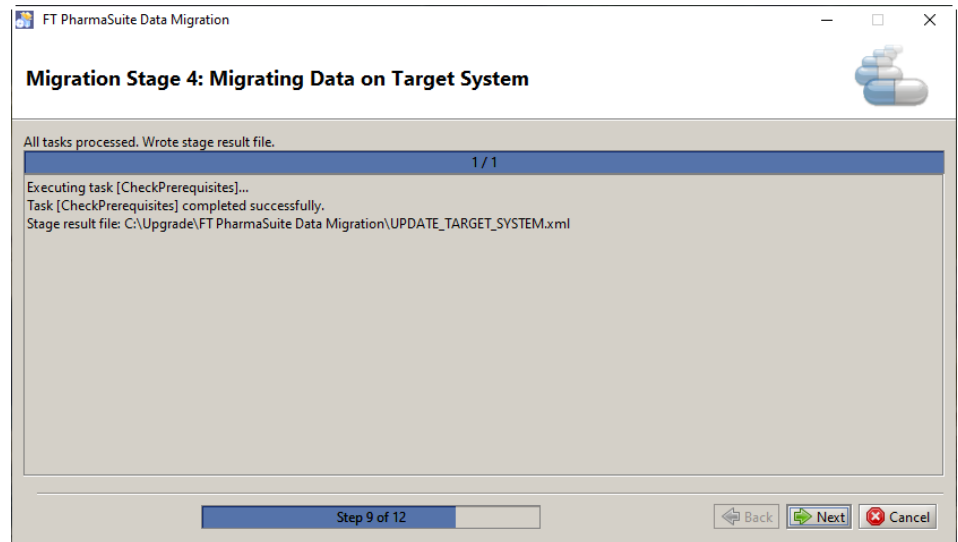 FT PharmaSuite Data Migration
Migration Stage 4: Migrating Data on Target System
All tasks processed. Wrote stage result file.
1 / 1
Executing task [CheckPrerequisites]...
Task [CheckPrerequisites] completed successfully.
Stage result file: C:\Upgrade\FT PharmaSuite Data Migration\UPDATE_TARGET_SYSTEM.xml
Step 9 of 12
Back
Next
Cancel